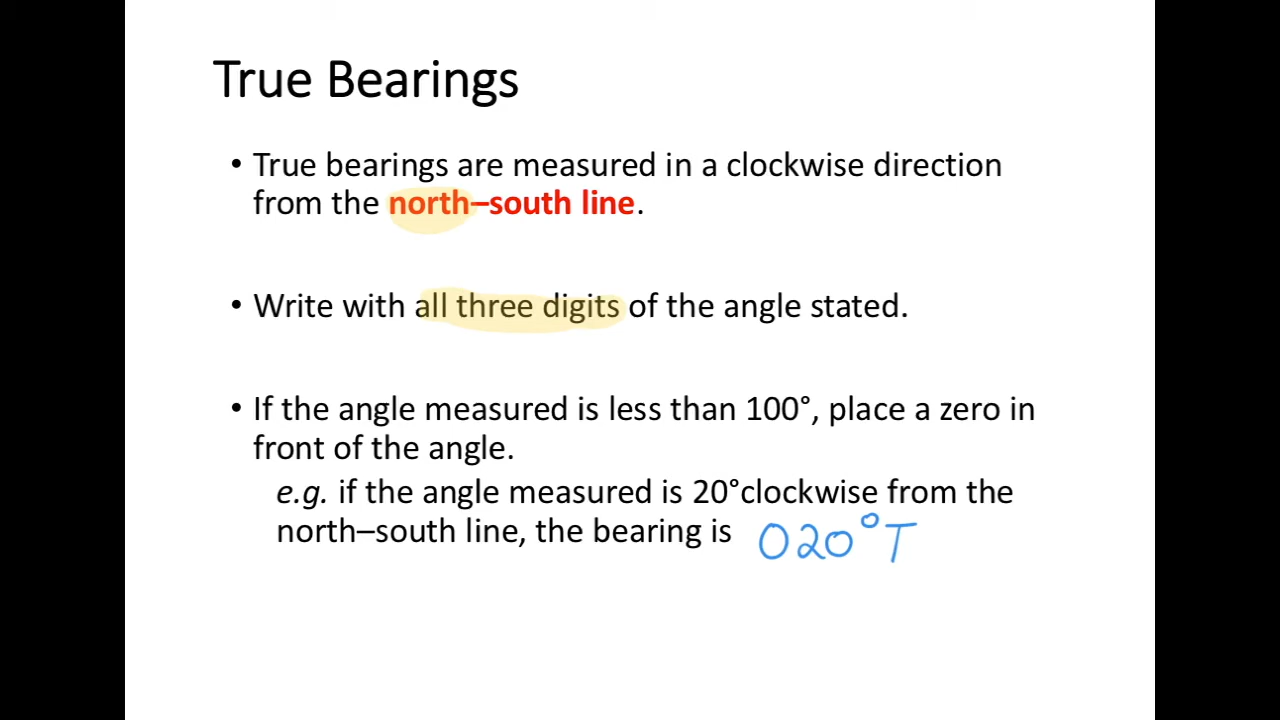 True Bearings
• True bearings are measured in a clockwise direction
from the north–south line.
• Write with all three digits of the angle stated.
• If the angle measured is less than 100°, place a zero in
front of the angle.
e.g. if the angle measured is 20°clockwise from the
north–south line, the bearing is 020°T